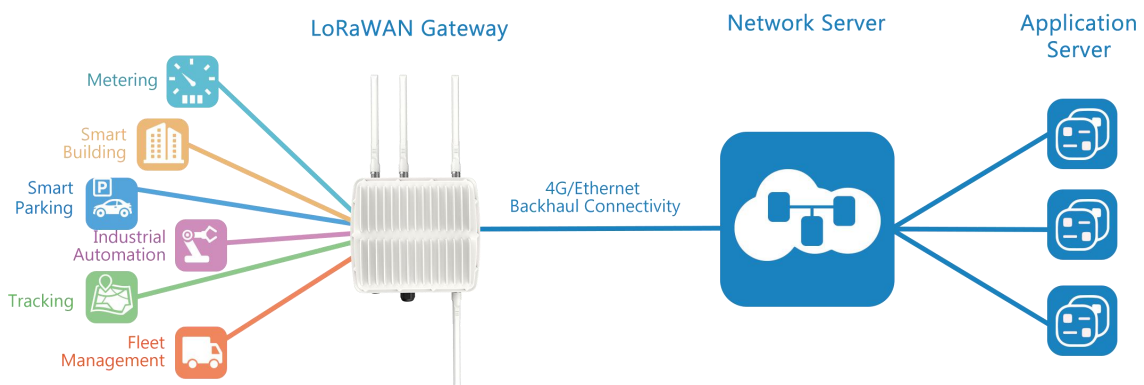 LoRaWAN Gateway
Network Server
Application
Server
Metering
Smart
Building
Smart
Parking
P
Industrial
Automation
Tracking
Fleet
Management
4G/Ethernet
Backhaul Connectivity